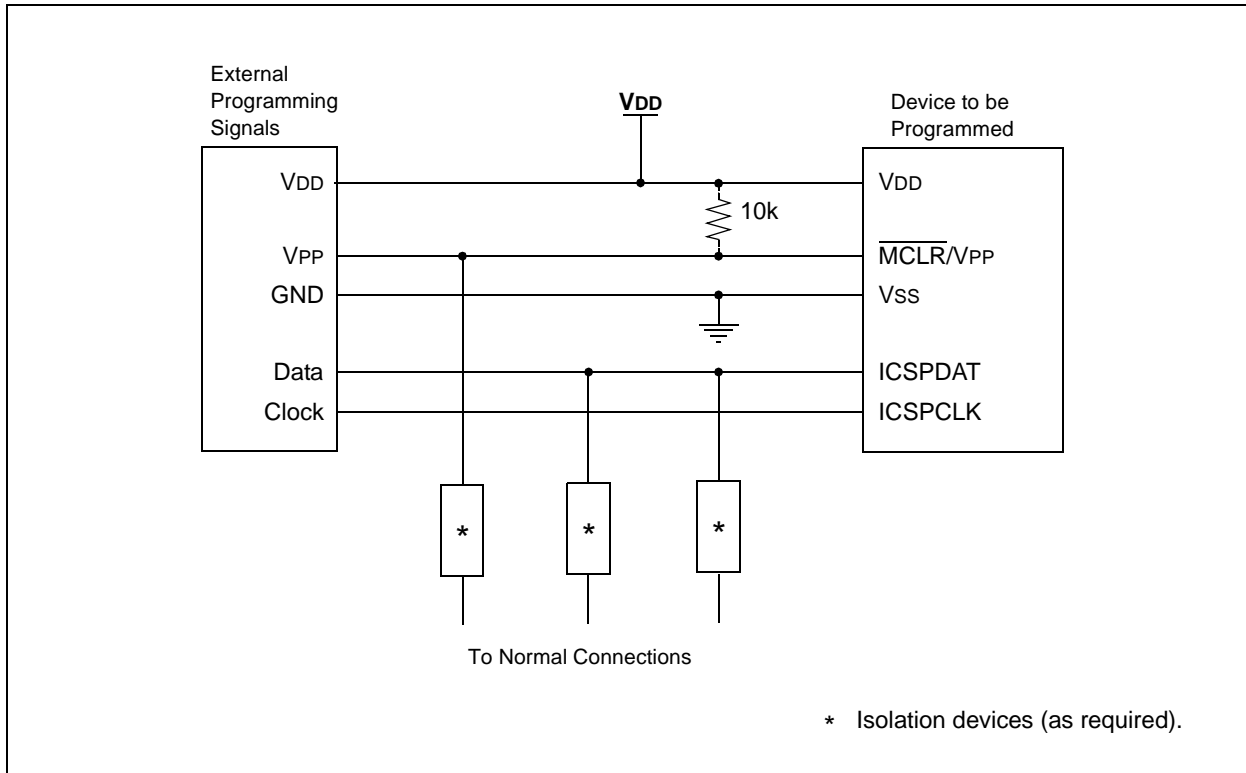 External
Programming
Signals
VDD
Device to be
Programmed
VDD
VDD
10k
VPP
MCLR/VPP
GND
VSS
Data
ICSPDAT
Clock
ICSPCLK
* * *
To Normal Connections
* Isolation devices (as required).